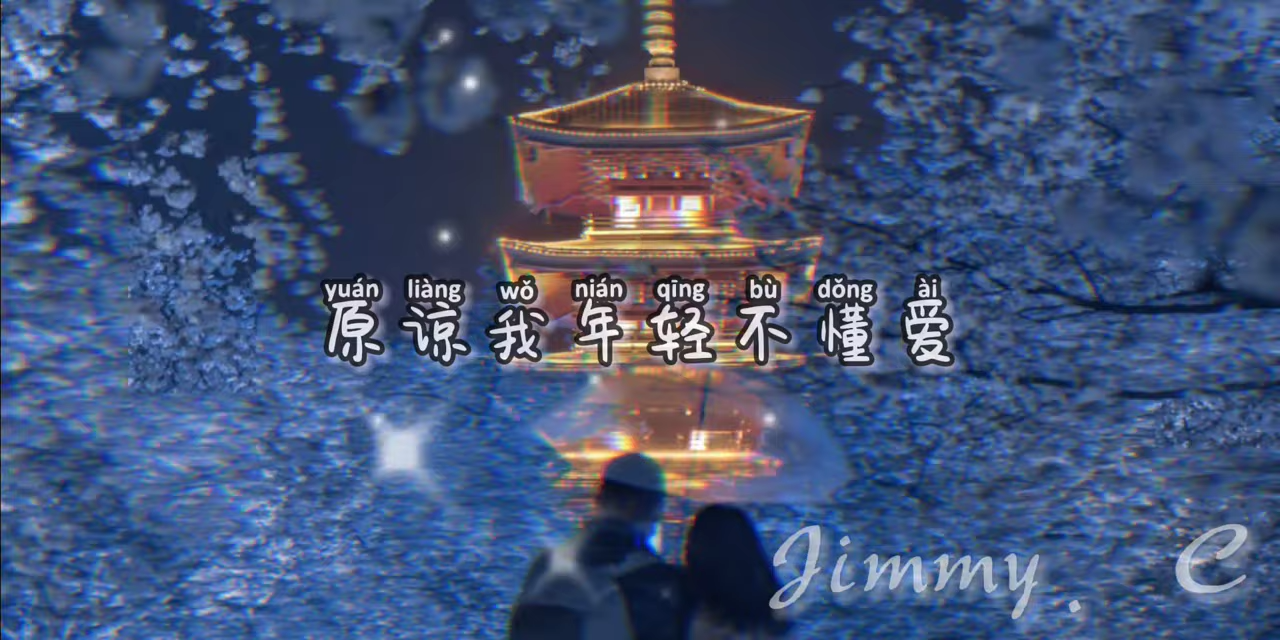 yuán liàng wǒ nián qīng bù dǒng ài
原谅我年轻不懂爱
Jimmy. C